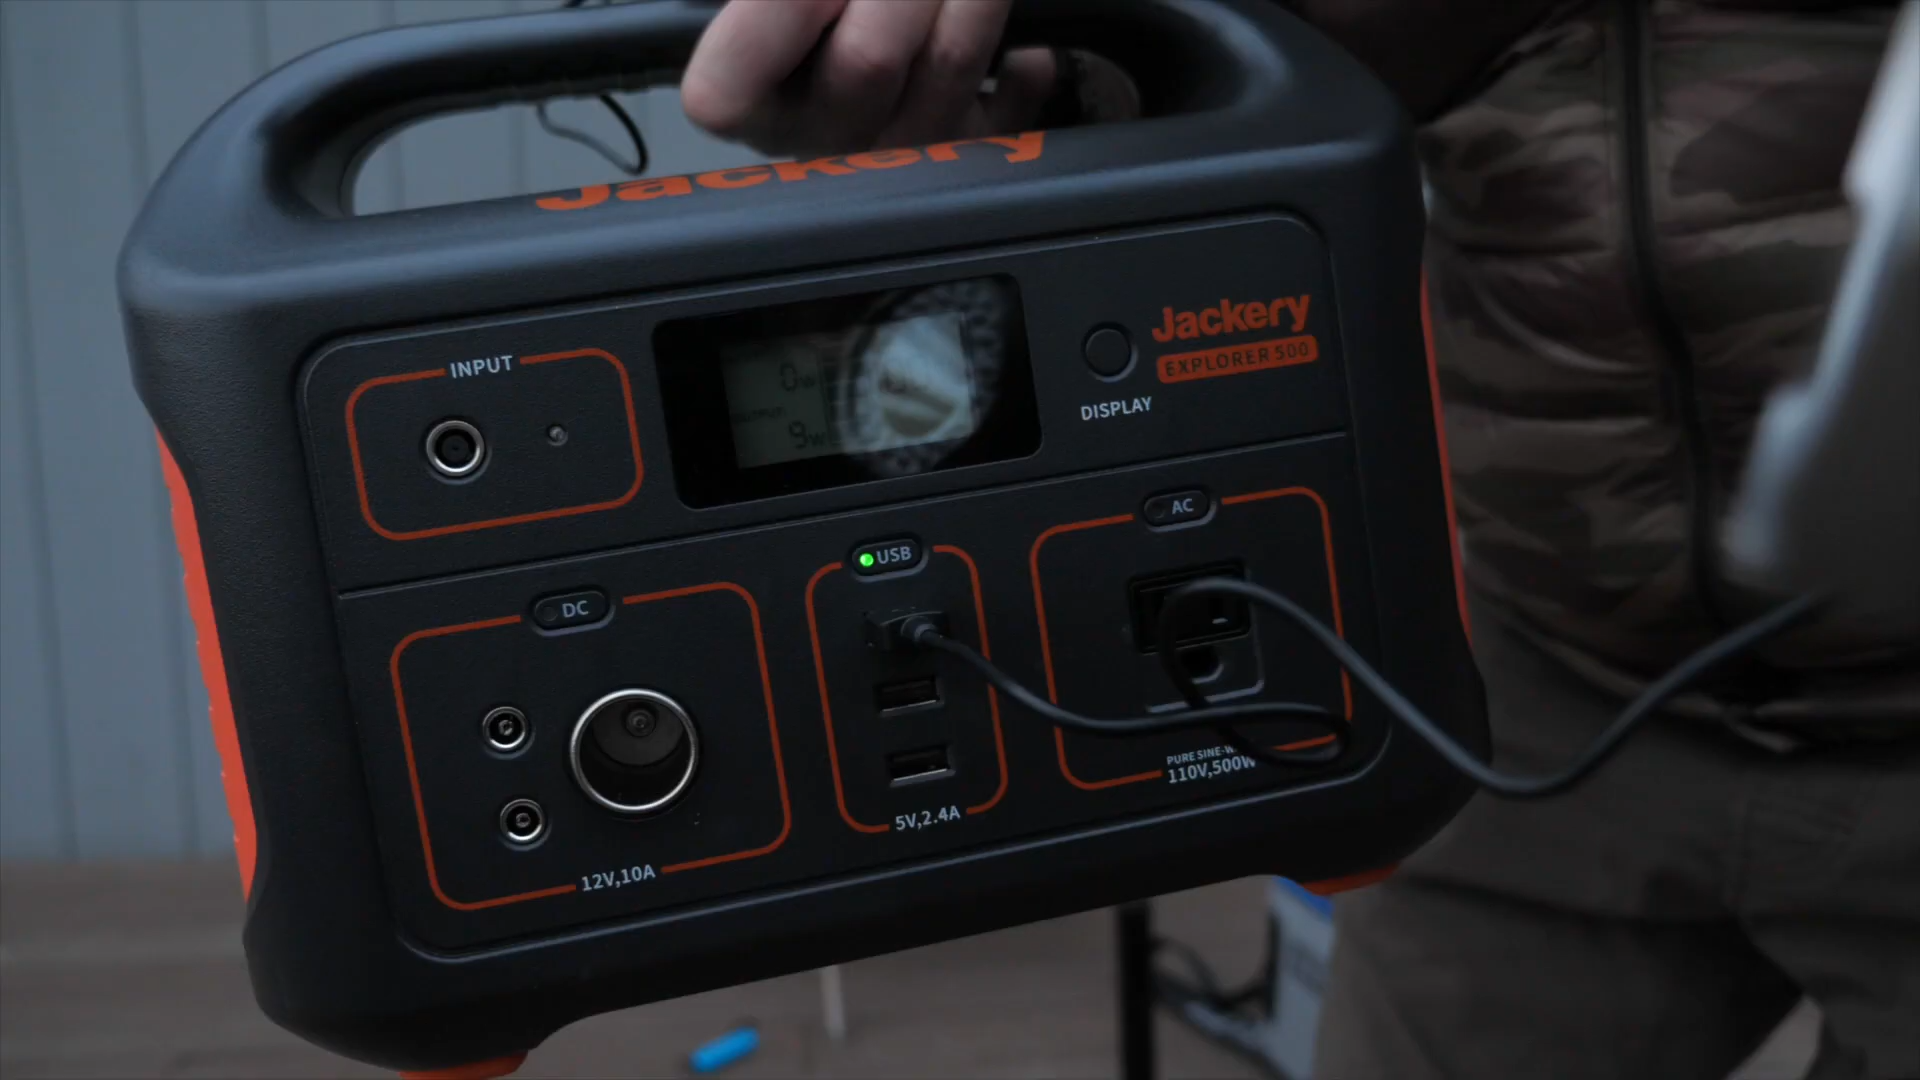 Jackery
INPUT
0W
OUTPUT
9W
Jackery
EXPLORER 500
DISPLAY
AC
USB
DC
PURE SINE-W
110V,500W
5V,2.4A
12V,10A